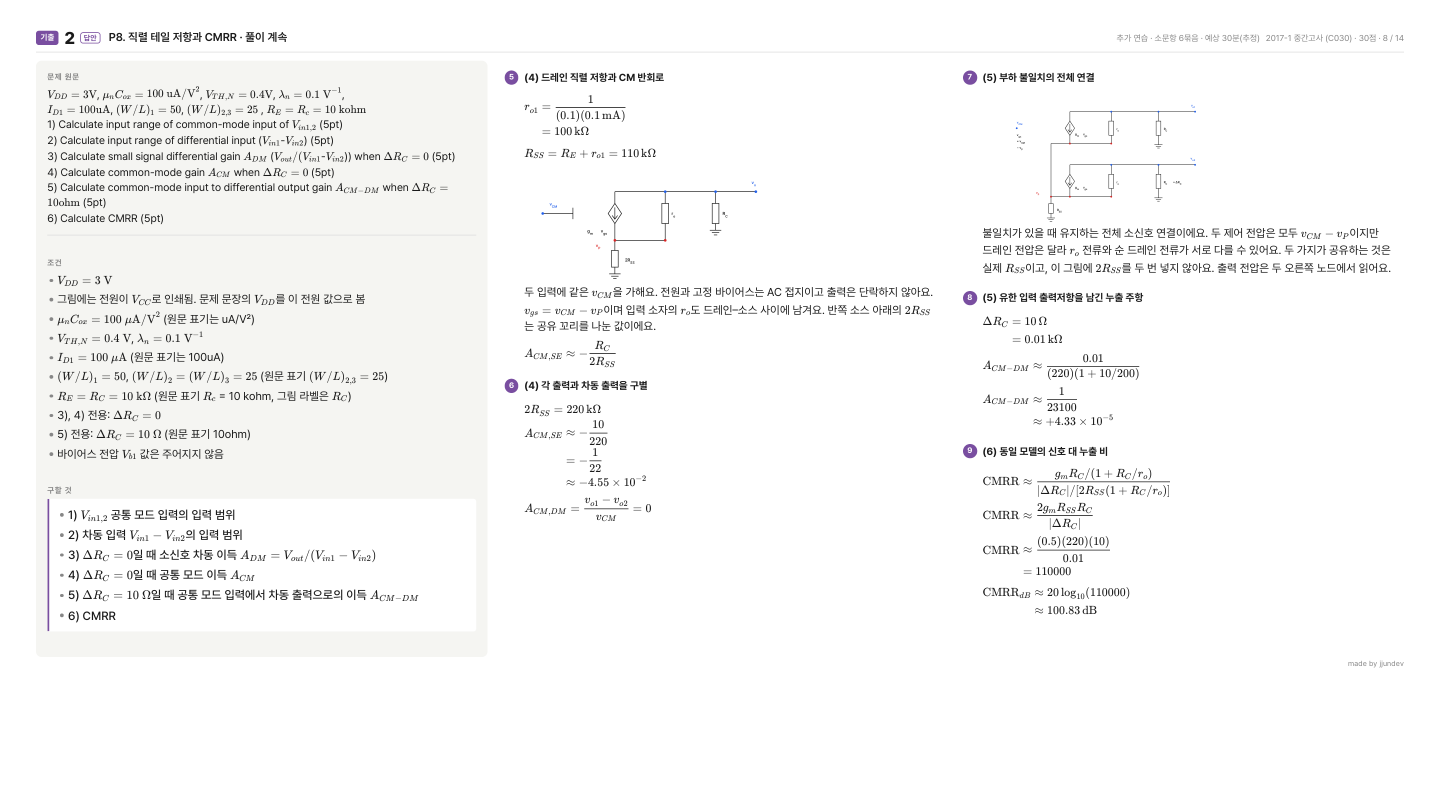 기출 2 답안 P8. 직렬 테일 저항과 CMRR · 풀이 계속
추가 연습 · 소문항 6묶음 · 예상 30분(추정) 2017-1 중간고사 (C030) · 30점 · 8 / 14
문제 원문
V_DD = 3V, μ_nC_ox = 100 uA/V², V_TH,N = 0.4V, λ_n = 0.1 V⁻¹,
I_D1 = 100uA, (W/L)_1 = 50, (W/L)_2,3 = 25 , R_E = R_c = 10 kohm
1) Calculate input range of common-mode input of V_in1,2 (5pt)
2) Calculate input range of differential input (V_in1-V_in2) (5pt)
3) Calculate small signal differential gain A_DM (V_out/(V_in1-V_in2)) when ΔR_C = 0 (5pt)
4) Calculate common-mode gain A_CM when ΔR_C = 0 (5pt)
5) Calculate common-mode input to differential output gain A_CM−DM when ΔR_C =
10ohm (5pt)
6) Calculate CMRR (5pt)
조건
• V_DD = 3 V
• 그림에는 전원이 V_CC로 인쇄됨. 문제 문장의 V_DD를 이 전원 값으로 봄
• μ_nC_ox = 100 μA/V² (원문 표기는 uA/V²)
• V_TH,N = 0.4 V, λ_n = 0.1 V⁻¹
• I_D1 = 100 μA (원문 표기는 100uA)
• (W/L)_1 = 50, (W/L)_2 = (W/L)_3 = 25 (원문 표기 (W/L)_2,3 = 25)
• R_E = R_C = 10 kΩ (원문 표기 R_c = 10 kohm, 그림 라벨은 R_C)
• 3), 4) 전용: ΔR_C = 0
• 5) 전용: ΔR_C = 10 Ω (원문 표기 10ohm)
• 바이어스 전압 V_b1 값은 주어지지 않음
구할 것
• 1) V_in1,2 공통 모드 입력의 입력 범위
• 2) 차동 입력 V_in1 − V_in2의 입력 범위
• 3) ΔR_C = 0일 때 소신호 차동 이득 A_DM = V_out/(V_in1 − V_in2)
• 4) ΔR_C = 0일 때 공통 모드 이득 A_CM
• 5) ΔR_C = 10 Ω일 때 공통 모드 입력에서 차동 출력으로의 이득 A_CM−DM
• 6) CMRR
5 (4) 드레인 직렬 저항과 CM 반회로
r_o1 = 1/((0.1)(0.1 mA))
= 100 kΩ
R_SS = R_E + r_o1 = 110 kΩ
두 입력에 같은 v_CM을 가해요. 전원과 고정 바이어스는 AC 접지이고 출력은 단락하지 않아요.
v_gs = v_CM − v_P이며 입력 소자의 r_o도 드레인–소스 사이에 남겨요. 반쪽 소스 아래의 2R_SS
는 공유 꼬리를 나눈 값이에요.
A_CM,SE ≈ −R_C/(2R_SS)
6 (4) 각 출력과 차동 출력을 구별
2R_SS = 220 kΩ
A_CM,SE ≈ −10/220
= −1/22
≈ −4.55 × 10⁻²
A_CM,DM = (v_o1 − v_o2)/v_CM = 0
7 (5) 부하 불일치의 전체 연결
불일치가 있을 때 유지하는 전체 소신호 연결이에요. 두 제어 전압은 모두 v_CM − v_P이지만
드레인 전압은 달라 r_o 전류와 순 드레인 전류가 서로 다를 수 있어요. 두 가지가 공유하는 것은
실제 R_SS이고, 이 그림에 2R_SS를 두 번 넣지 않아요. 출력 전압은 두 오른쪽 노드에서 읽어요.
8 (5) 유한 입력 출력저항을 남긴 누출 주항
ΔR_C = 10 Ω
= 0.01 kΩ
A_CM−DM ≈ 0.01/((220)(1 + 10/200))
A_CM−DM ≈ 1/23100
≈ +4.33 × 10⁻⁵
9 (6) 동일 모델의 신호 대 누출 비
CMRR ≈ (g_mR_C/(1 + R_C/r_o))/(|ΔR_C|/[2R_SS(1 + R_C/r_o)])
CMRR ≈ 2g_mR_SSR_C/|ΔR_C|
CMRR ≈ (0.5)(220)(10)/0.01
= 110000
CMRR_dB ≈ 20 log₁₀(110000)
≈ 100.83 dB
made by jjundev